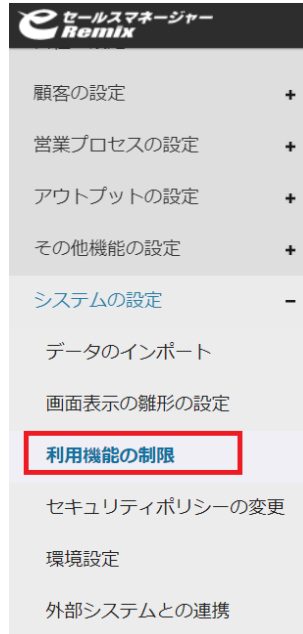 セールスマネージャー
Remix
顧客の設定 +
営業プロセスの設定 +
アウトプットの設定 +
その他機能の設定 +
システムの設定 −
データのインポート
画面表示の雛形の設定
利用機能の制限
セキュリティポリシーの変更
環境設定
外部システムとの連携